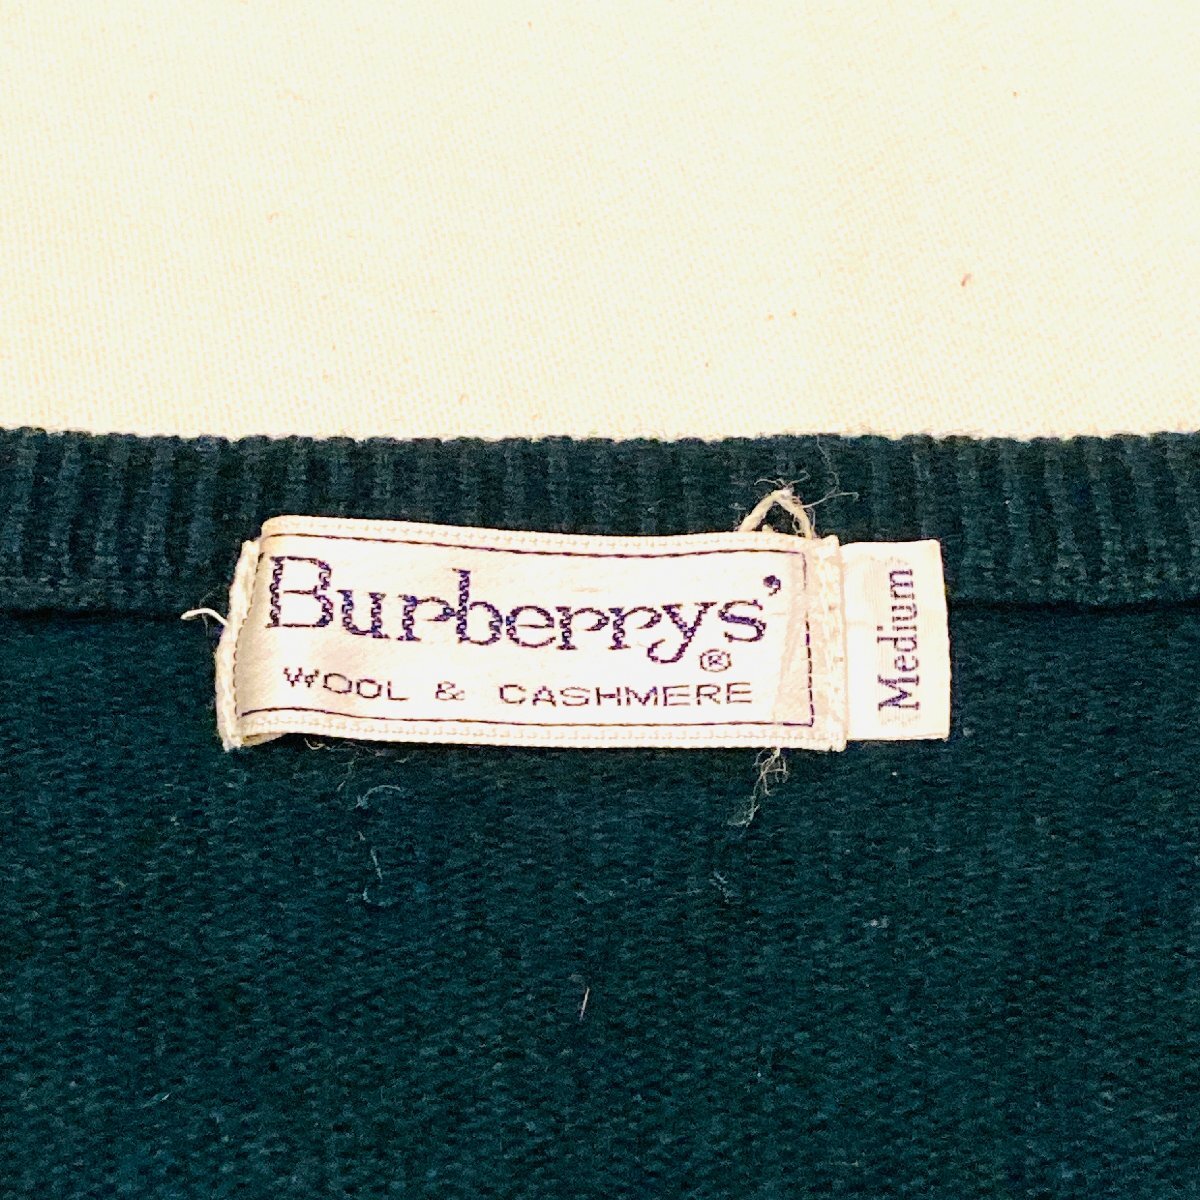 Burberrys'
®
WOOL & CASHMERE
Medium